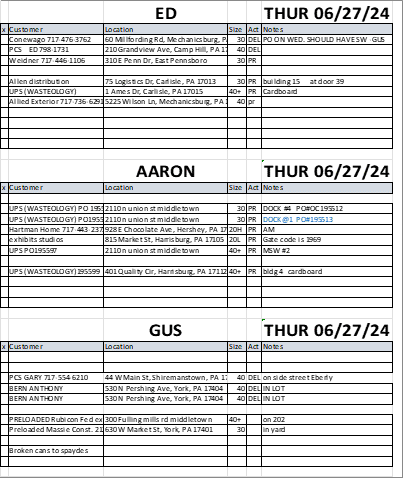 ED THUR 06/27/24
x Customer Location Size Act Notes
Conewago 717-476-3762 60 Millfording Rd, Mechanicsburg, P. 30 DEL PO ON WED. SHOULD HAVE SW -GUS
PCS ED 798-1731 210 Grandview Ave, Camp Hill, PA 17 40 DEL
Weidner 717-446-1106 310 E Penn Dr, East Pennsboro 30 PR
Allen distribution 75 Logistics Dr, Carlisle, PA 17013 30 PR building 15 at door 39
UPS (WASTEOLOGY) 1 Ames Dr, Carlisle, PA 17015 40+ PR Cardboard
Allied Exterior 717-736-6291 5225 Wilson Ln, Mechanicsburg, PA 40 pr
AARON THUR 06/27/24
x Customer Location Size Act Notes
UPS (WASTEOLOGY) PO 1955 2110 n union st middletown 30 PR DOCK #4 PO#OC195512
UPS (WASTEOLOGY) PO1955 2110 n union st middletown 30 PR DOCK@1 PO#195513
Hartman Home 717-443-237 928 E Chocolate Ave, Hershey, PA 17 20H PR AM
exhibits studios 815 Market St, Harrisburg, PA 17105 20L PR Gate code is 1969
UPS PO195597 2110 n union st middletown 40+ PR MSW #2
UPS (WASTEOLOGY)195599 401 Quality Cir, Harrisburg, PA 17112 40+ PR bldg 4 cardboard
GUS THUR 06/27/24
x Customer Location Size Act Notes
PCS GARY 717-554-6210 44 W Main St, Shiremanstown, PA 17 40 DEL on side street Eberly
BERN ANTHONY 530 N Pershing Ave, York, PA 17404 40 DEL IN LOT
BERN ANTHONY 530 N Pershing Ave, York, PA 17404 30 DEL IN LOT
PRELOADED Rubicon Fed ex 300 Fulling mills rd middletown 40+ on 202
Preloaded Massie Const. 21 630 W Market St, York, PA 17401 30 in yard
Broken cans to spaydes